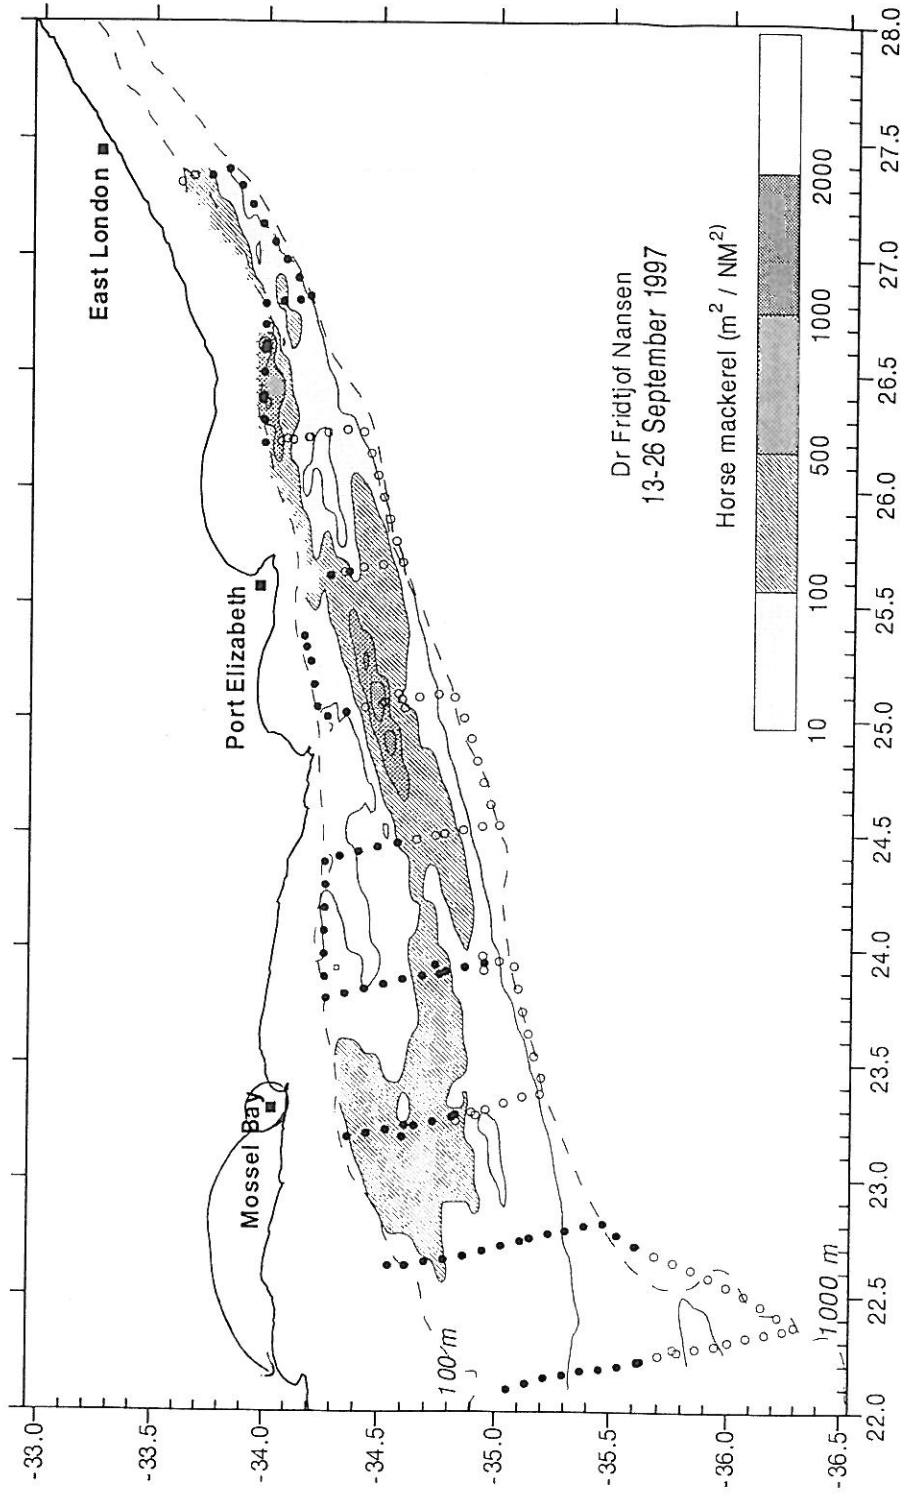 -33.0
-33.5
-34.0
-34.5
-35.0
-35.5
-36.0
-36.5
East London
Port Elizabeth
Mossel Bay
100 m
1000 m
Dr Fridtjof Nansen
13-26 September 1997
Horse mackerel (m² / NM²)
10 100 500 1000 2000
22.0 22.5 23.0 23.5 24.0 24.5 25.0 25.5 26.0 26.5 27.0 27.5 28.0